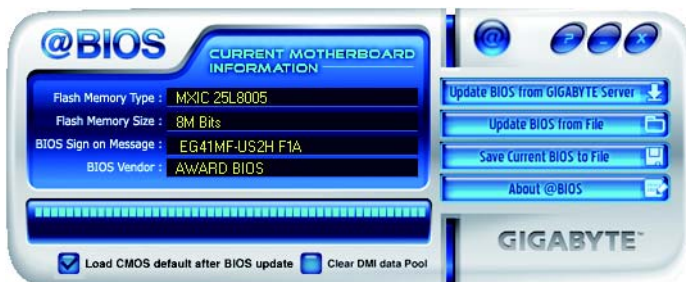 @BIOS
CURRENT MOTHERBOARD
INFORMATION
Flash Memory Type : MXIC 25L8005
Flash Memory Size : 8M Bits
BIOS Sign on Message : EG41MF-US2H F1A
BIOS Vendor : AWARD BIOS
Load CMOS default after BIOS update Clear DMI data Pool
@ ? _ X
Update BIOS from GIGABYTE Server
Update BIOS from File
Save Current BIOS to File
About @BIOS
GIGABYTE™